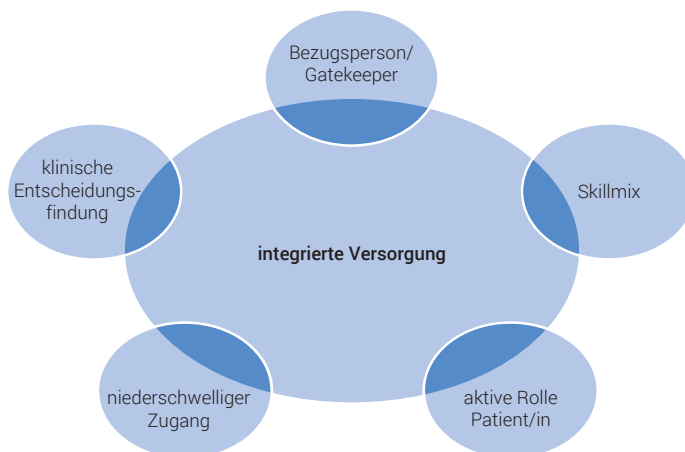 Bezugsperson/
Gatekeeper
klinische
Entscheidungs-
findung
Skillmix
integrierte Versorgung
niederschwelliger
Zugang
aktive Rolle
Patient/in